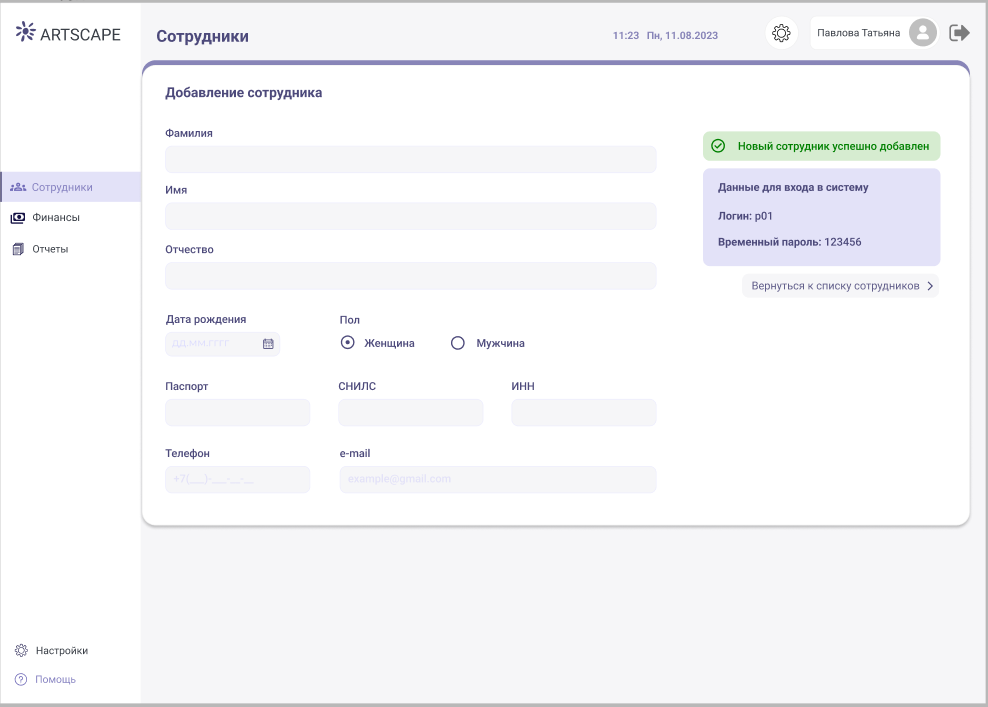 ARTSCAPE
Сотрудники
11:23 Пн, 11.08.2023
Павлова Татьяна
Добавление сотрудника
Фамилия
Имя
Отчество
Дата рождения
ДД.ММ.ГГГГ
Пол
Женщина
Мужчина
Паспорт
СНИЛС
ИНН
Телефон
+7(___)-___-__-__
e-mail
example@gmail.com
Новый сотрудник успешно добавлен
Данные для входа в систему
Логин: p01
Временный пароль: 123456
Вернуться к списку сотрудников
Сотрудники
Финансы
Отчеты
Настройки
Помощь